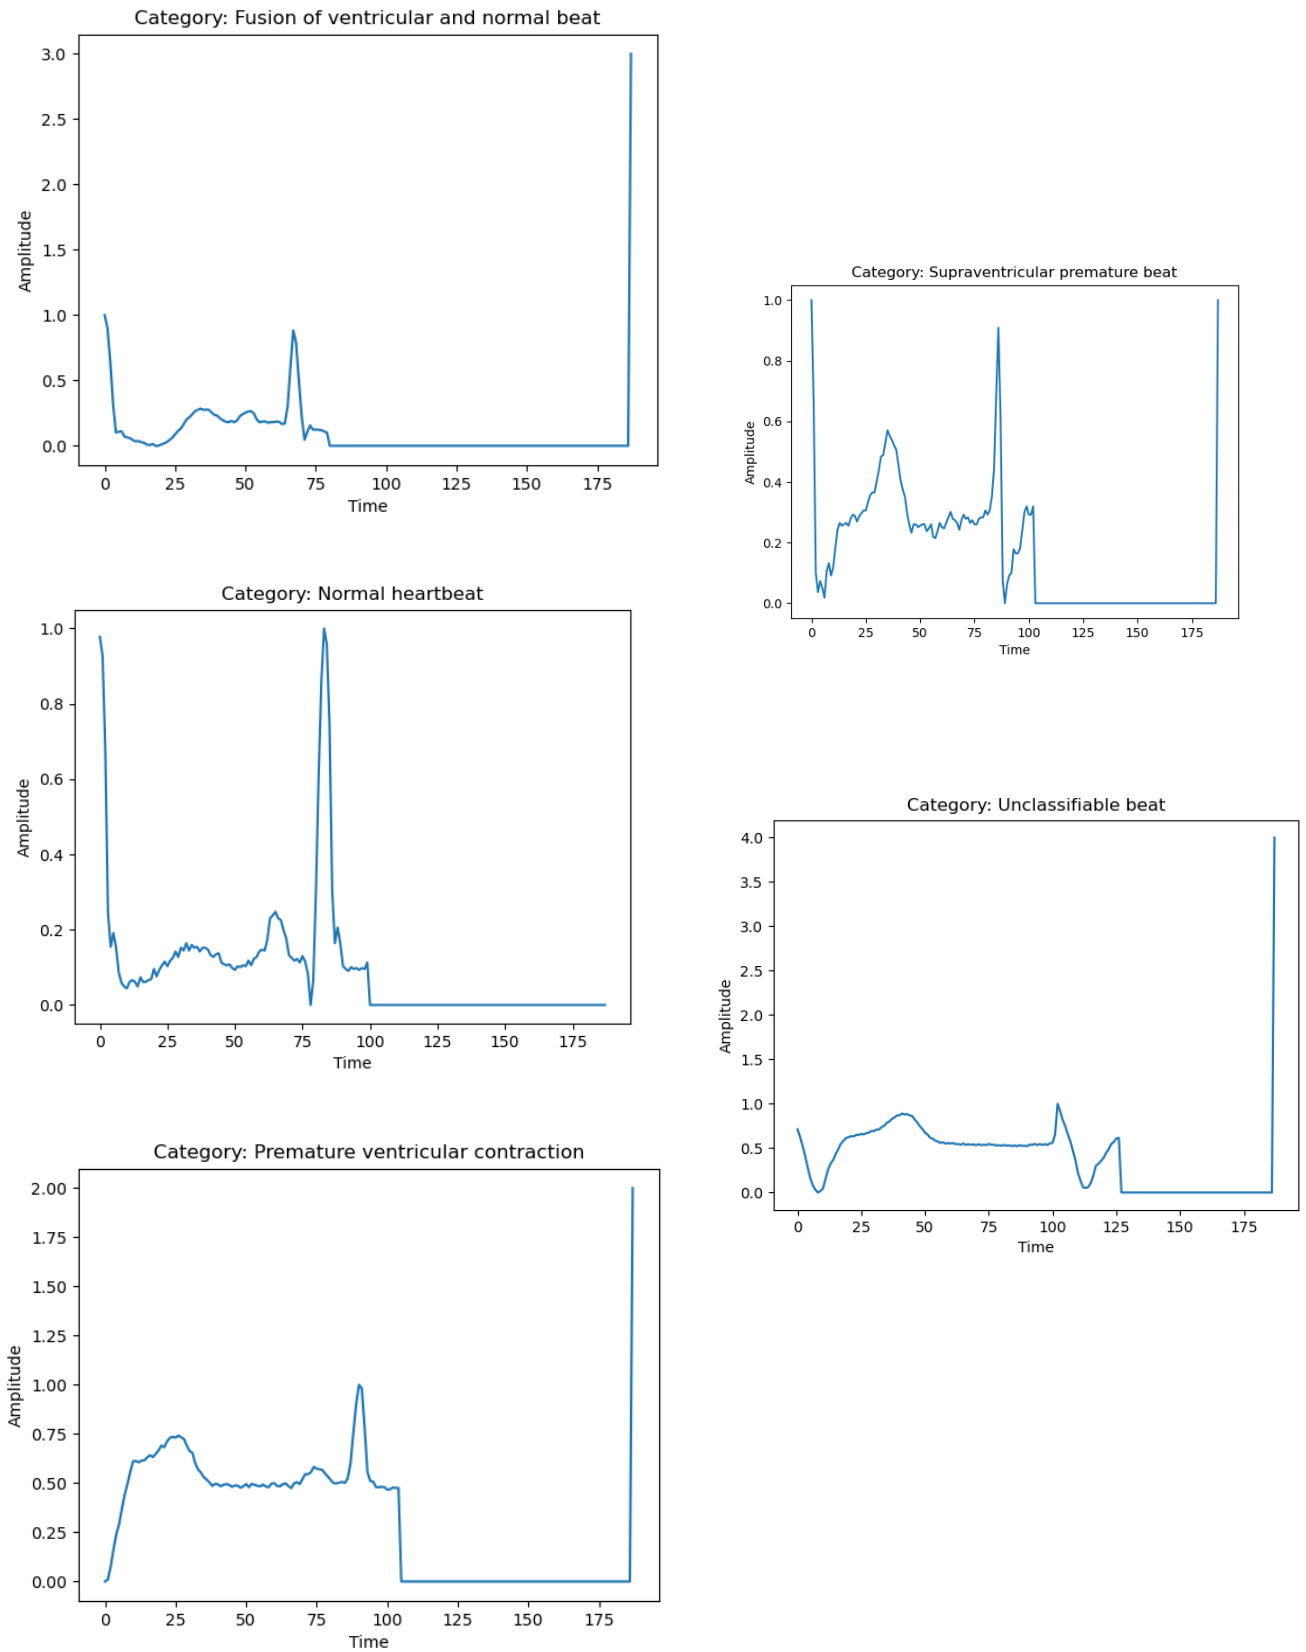 Category: Fusion of ventricular and normal beat
3.0
2.5
2.0
1.5
1.0
0.5
0.0
Amplitude
0 25 50 75 100 125 150 175
Time
Category: Supraventricular premature beat
1.0
0.8
0.6
0.4
0.2
0.0
Amplitude
0 25 50 75 100 125 150 175
Time
Category: Normal heartbeat
1.0
0.8
0.6
0.4
0.2
0.0
Amplitude
0 25 50 75 100 125 150 175
Time
Category: Unclassifiable beat
4.0
3.5
3.0
2.5
2.0
1.5
1.0
0.5
0.0
Amplitude
0 25 50 75 100 125 150 175
Time
Category: Premature ventricular contraction
2.00
1.75
1.50
1.25
1.00
0.75
0.50
0.25
0.00
Amplitude
0 25 50 75 100 125 150 175
Time